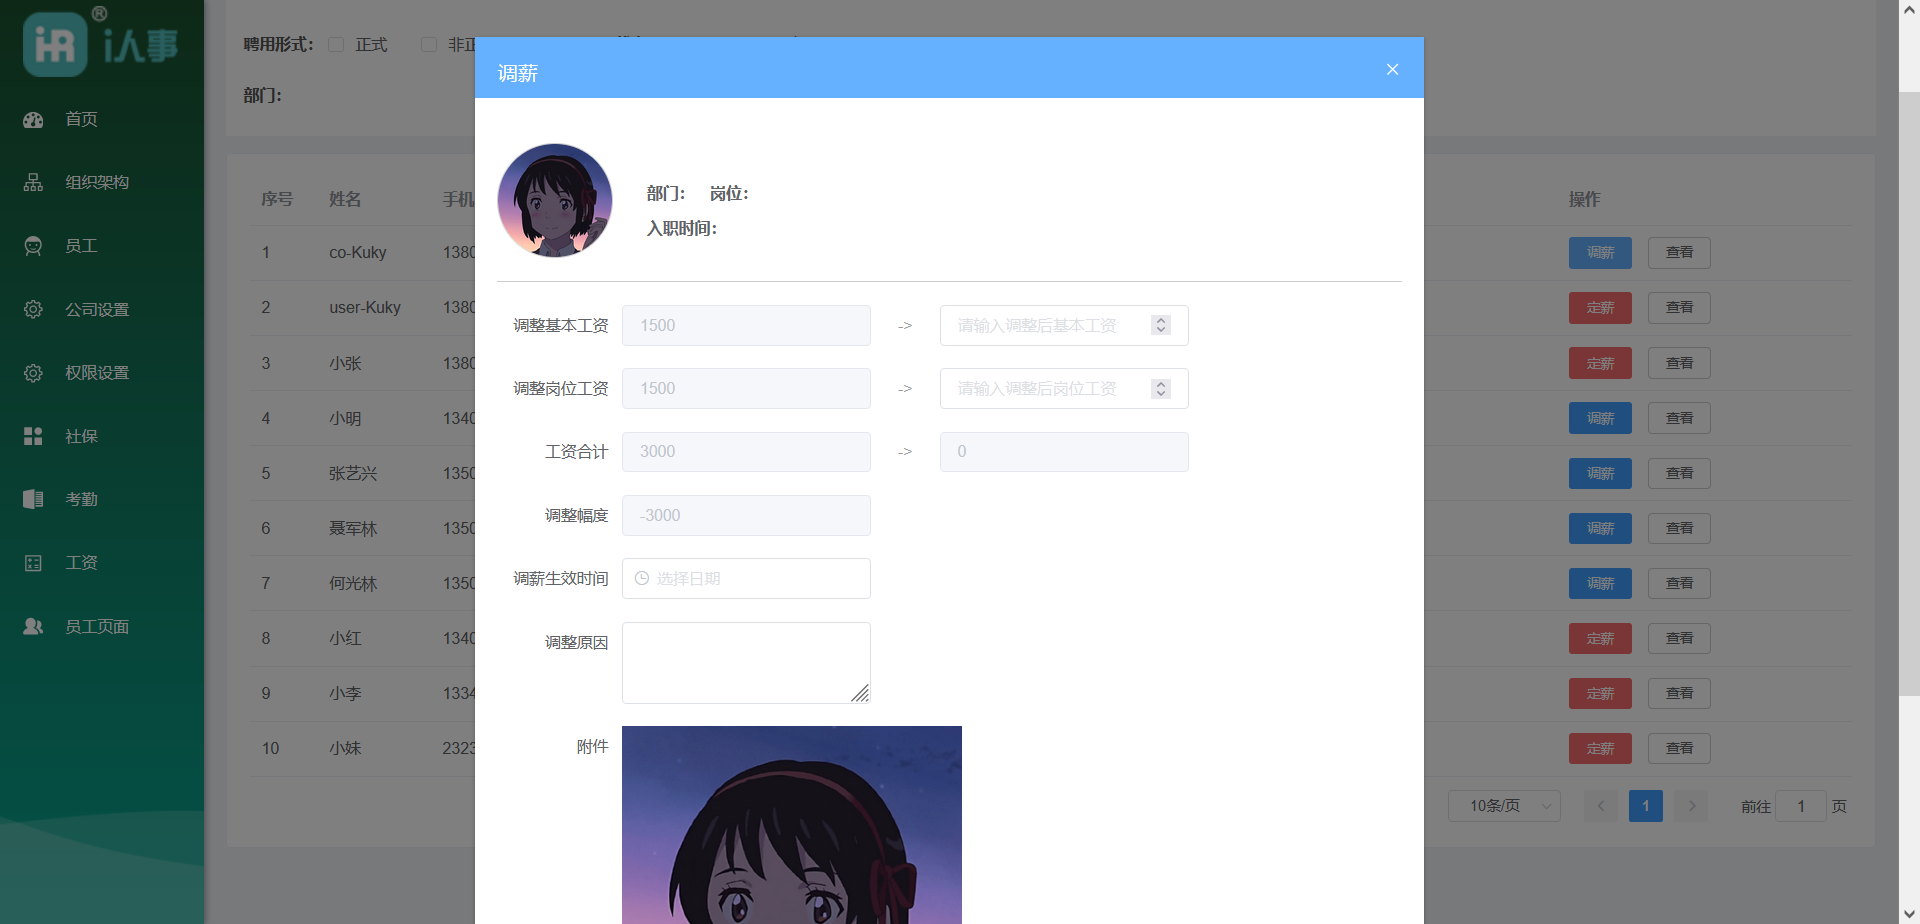 iHR ® i人事
首页
组织架构
员工
公司设置
权限设置
社保
考勤
工资
员工页面
聘用形式： 正式 非正
部门：
序号 姓名 手机 操作
1 co-Kuky 1380 调薪 查看
2 user-Kuky 1380 定薪 查看
3 小张 1380 定薪 查看
4 小明 1340 调薪 查看
5 张艺兴 1350 调薪 查看
6 聂军林 1350 调薪 查看
7 何光林 1350 调薪 查看
8 小红 1340 定薪 查看
9 小李 1334 定薪 查看
10 小妹 2323 定薪 查看
10条/页 1 前往 1 页
调薪
部门： 岗位：
入职时间：
调整基本工资 1500 -> 请输入调整后基本工资
调整岗位工资 1500 -> 请输入调整后岗位工资
工资合计 3000 -> 0
调整幅度 -3000
调薪生效时间 选择日期
调整原因
附件